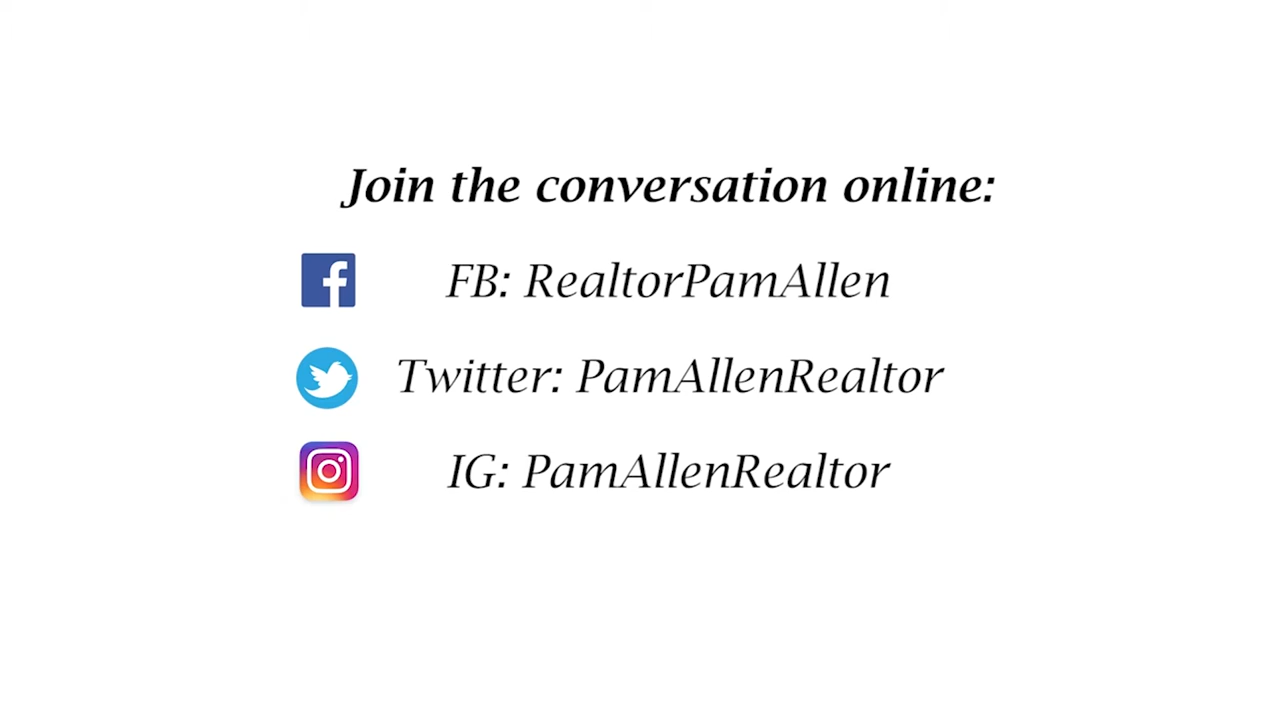 Join the conversation online:
FB: RealtorPamAllen
Twitter: PamAllenRealtor
IG: PamAllenRealtor